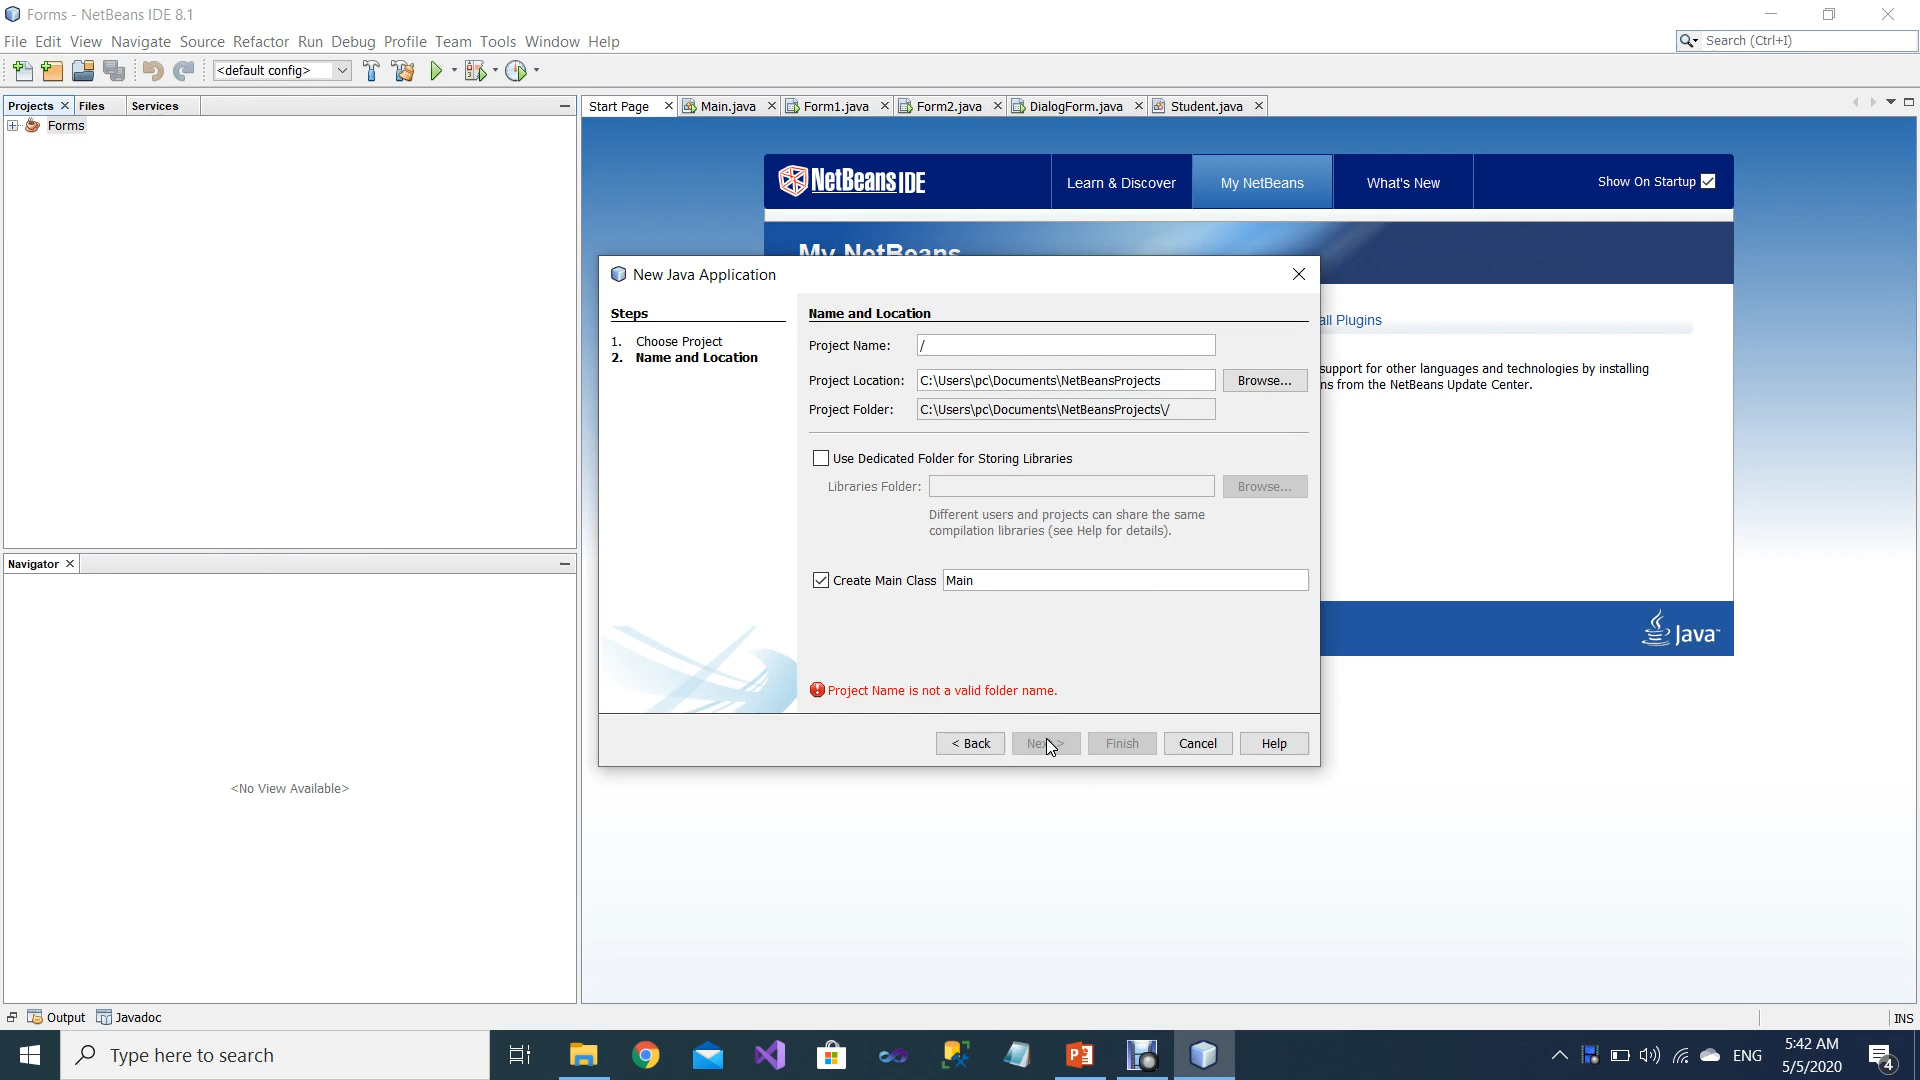 Forms - NetBeans IDE 8.1
File Edit View Navigate Source Refactor Run Debug Profile Team Tools Window Help
Search (Ctrl+I)
<default config>
Projects Files Services
Start Page Main.java Form1.java Form2.java DialogForm.java Student.java
Forms
NetBeans IDE
Learn & Discover
My NetBeans
What's New
Show On Startup
My NetBeans
New Java Application
Steps
1. Choose Project
2. Name and Location
Name and Location
Project Name: /
Project Location: C:\Users\pc\Documents\NetBeansProjects Browse...
Project Folder: C:\Users\pc\Documents\NetBeansProjects\/
Use Dedicated Folder for Storing Libraries
Libraries Folder: Browse...
Different users and projects can share the same
compilation libraries (see Help for details).
Create Main Class Main
Project Name is not a valid folder name.
< Back Finish Cancel Help
all Plugins
support for other languages and technologies by installing
ns from the NetBeans Update Center.
Java
Navigator
<No View Available>
Output Javadoc
INS
Type here to search
ENG
5:42 AM
5/5/2020
4